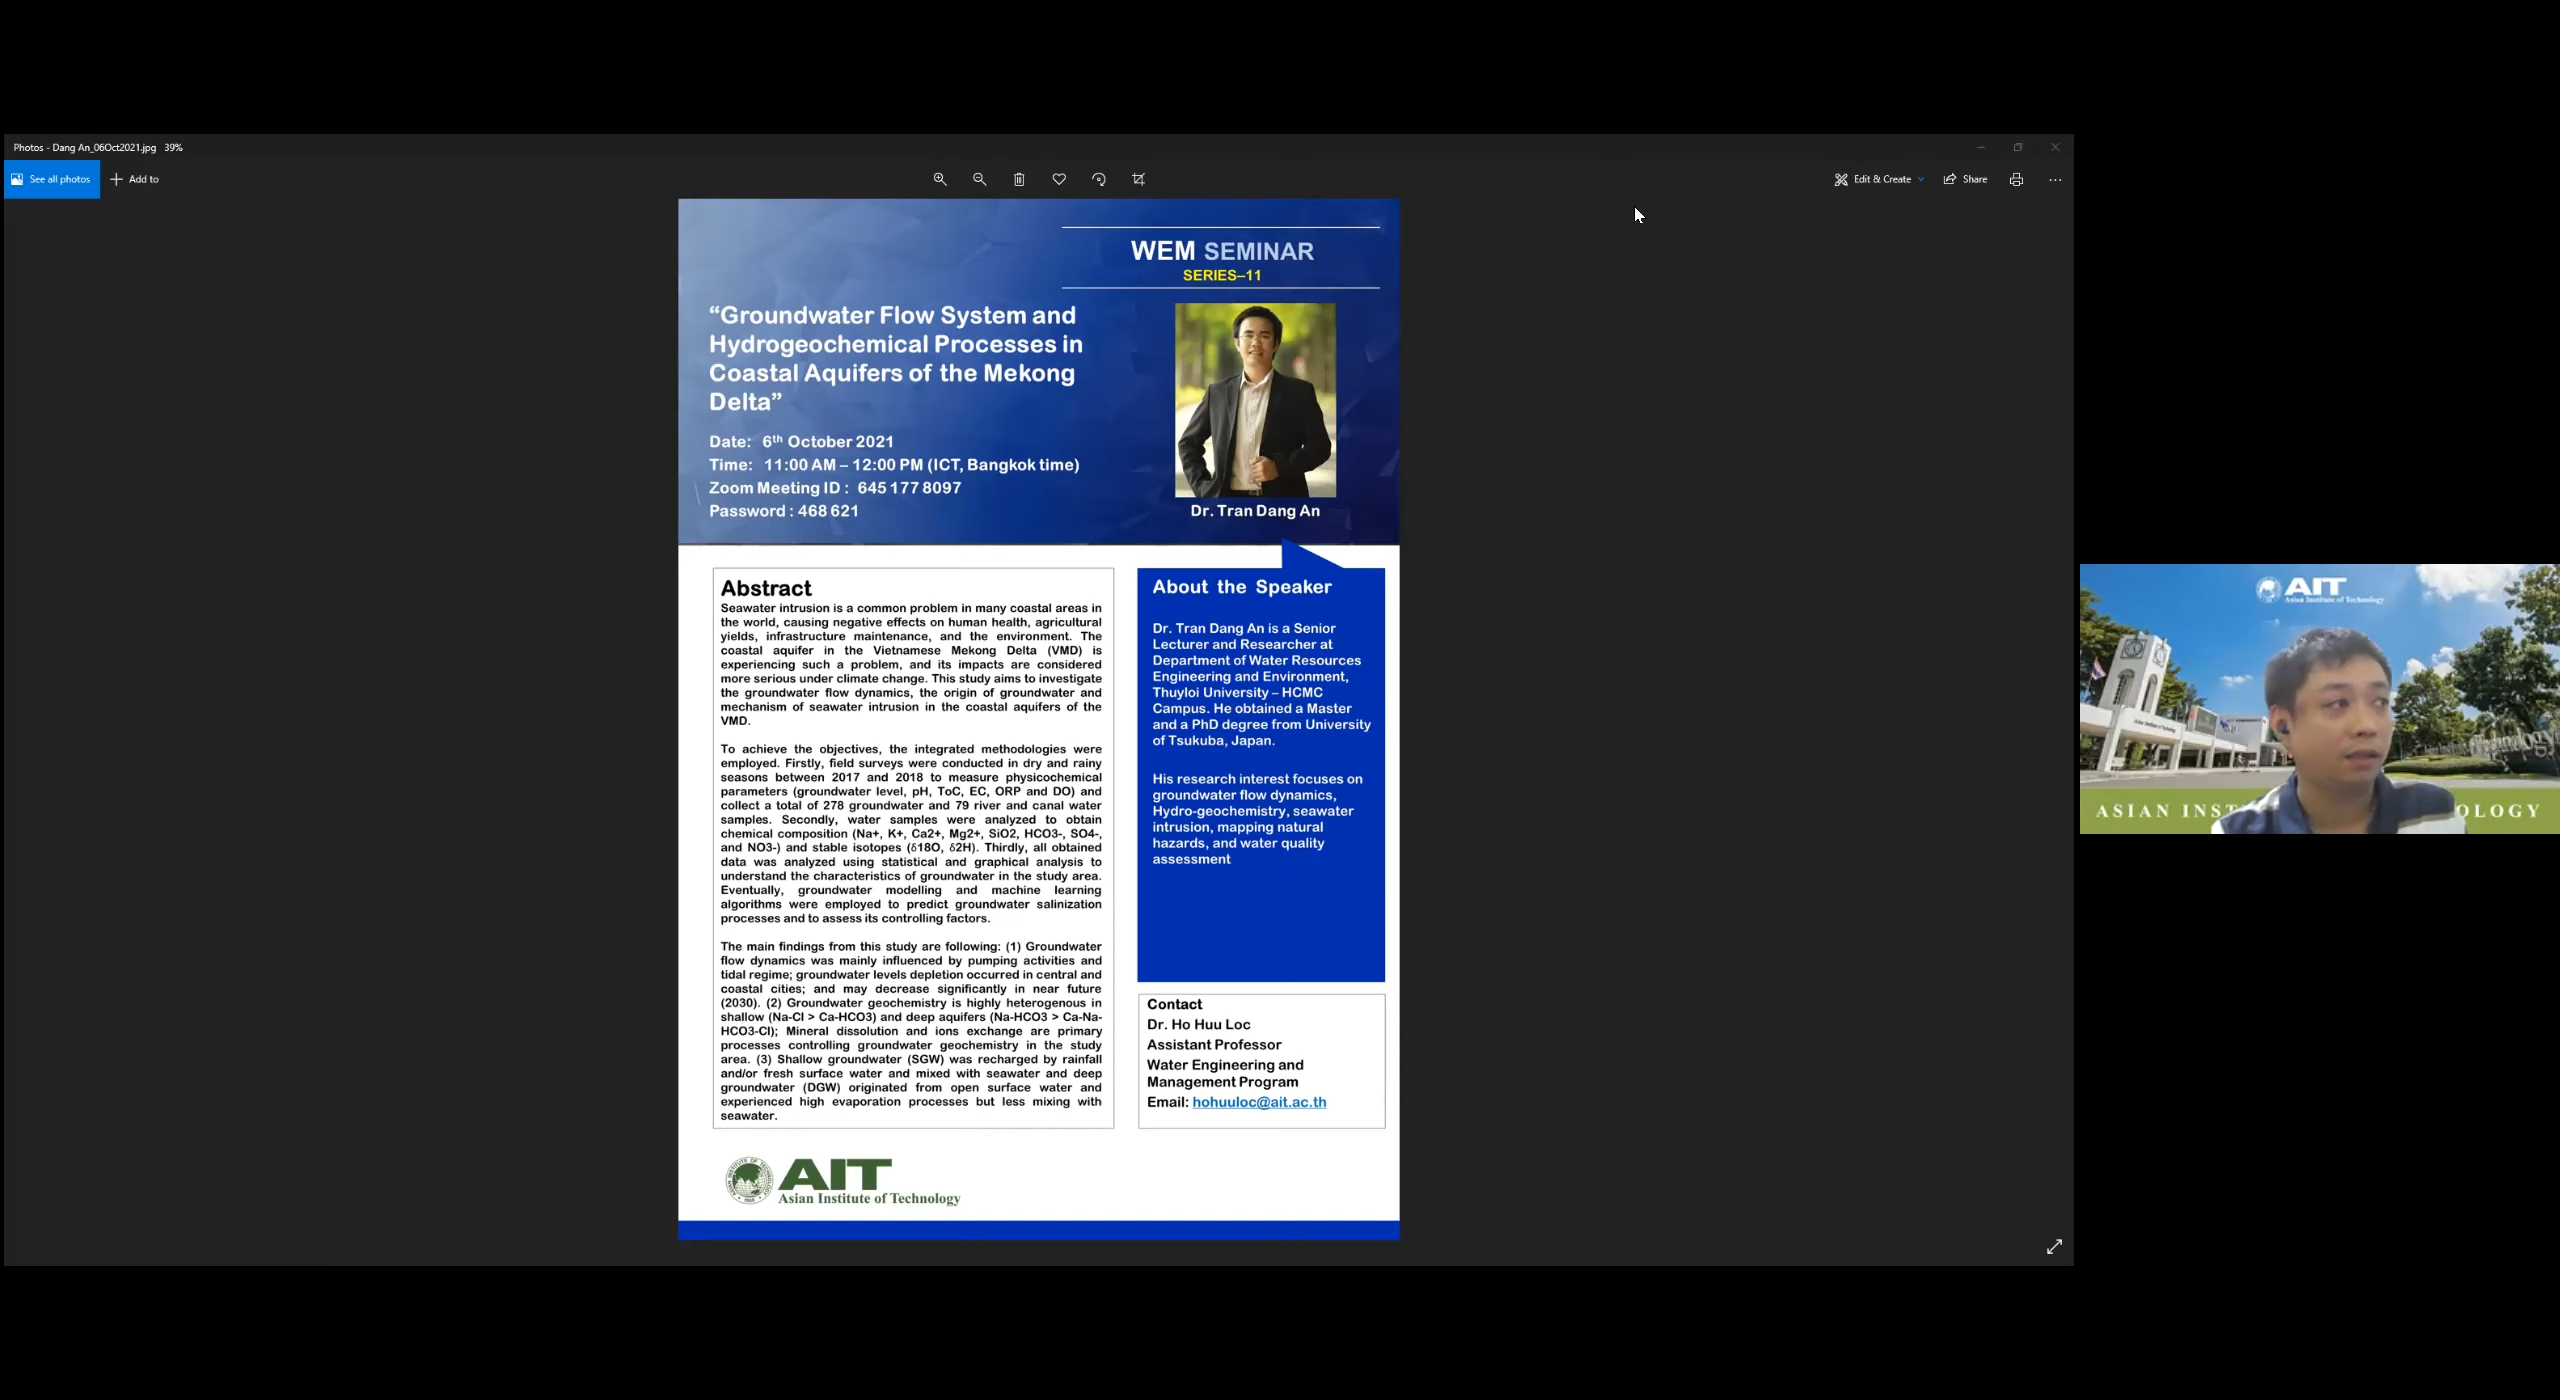 Photos - Dang An_06Oct2021.jpg   39%
See all photos
Add to
Edit & Create
Share
WEM SEMINAR
SERIES–11
“Groundwater Flow System and
Hydrogeochemical Processes in
Coastal Aquifers of the Mekong
Delta”
Date:   6th October 2021
Time:   11:00 AM – 12:00 PM (ICT, Bangkok time)
Zoom Meeting ID :  645 177 8097
Password : 468 621
Dr. Tran Dang An
Abstract
Seawater intrusion is a common problem in many coastal areas in
the world, causing negative effects on human health, agricultural
yields, infrastructure maintenance, and the environment. The
coastal aquifer in the Vietnamese Mekong Delta (VMD) is
experiencing such a problem, and its impacts are considered
more serious under climate change. This study aims to investigate
the groundwater flow dynamics, the origin of groundwater and
mechanism of seawater intrusion in the coastal aquifers of the
VMD.
To achieve the objectives, the integrated methodologies were
employed. Firstly, field surveys were conducted in dry and rainy
seasons between 2017 and 2018 to measure physicochemical
parameters (groundwater level, pH, ToC, EC, ORP and DO) and
collect a total of 278 groundwater and 79 river and canal water
samples. Secondly, water samples were analyzed to obtain
chemical composition (Na+, K+, Ca2+, Mg2+, SiO2, HCO3-, SO4-,
and NO3-) and stable isotopes (δ18O, δ2H). Thirdly, all obtained
data was analyzed using statistical and graphical analysis to
understand the characteristics of groundwater in the study area.
Eventually, groundwater modelling and machine learning
algorithms were employed to predict groundwater salinization
processes and to assess its controlling factors.
The main findings from this study are following: (1) Groundwater
flow dynamics was mainly influenced by pumping activities and
tidal regime; groundwater levels depletion occurred in central and
coastal cities; and may decrease significantly in near future
(2030). (2) Groundwater geochemistry is highly heterogenous in
shallow (Na-Cl > Ca-HCO3) and deep aquifers (Na-HCO3 > Ca-Na-
HCO3-Cl); Mineral dissolution and ions exchange are primary
processes controlling groundwater geochemistry in the study
area. (3) Shallow groundwater (SGW) was recharged by rainfall
and/or fresh surface water and mixed with seawater and deep
groundwater (DGW) originated from open surface water and
experienced high evaporation processes but less mixing with
seawater.
About the Speaker
Dr. Tran Dang An is a Senior
Lecturer and Researcher at
Department of Water Resources
Engineering and Environment,
Thuyloi University – HCMC
Campus. He obtained a Master
and a PhD degree from University
of Tsukuba, Japan.
His research interest focuses on
groundwater flow dynamics,
Hydro-geochemistry, seawater
intrusion, mapping natural
hazards, and water quality
assessment
Contact
Dr. Ho Huu Loc
Assistant Professor
Water Engineering and
Management Program
Email: hohuuloc@ait.ac.th
AIT
Asian Institute of Technology
AIT
Asian Institute of Technology
Technology
ASIAN INST OLOGY